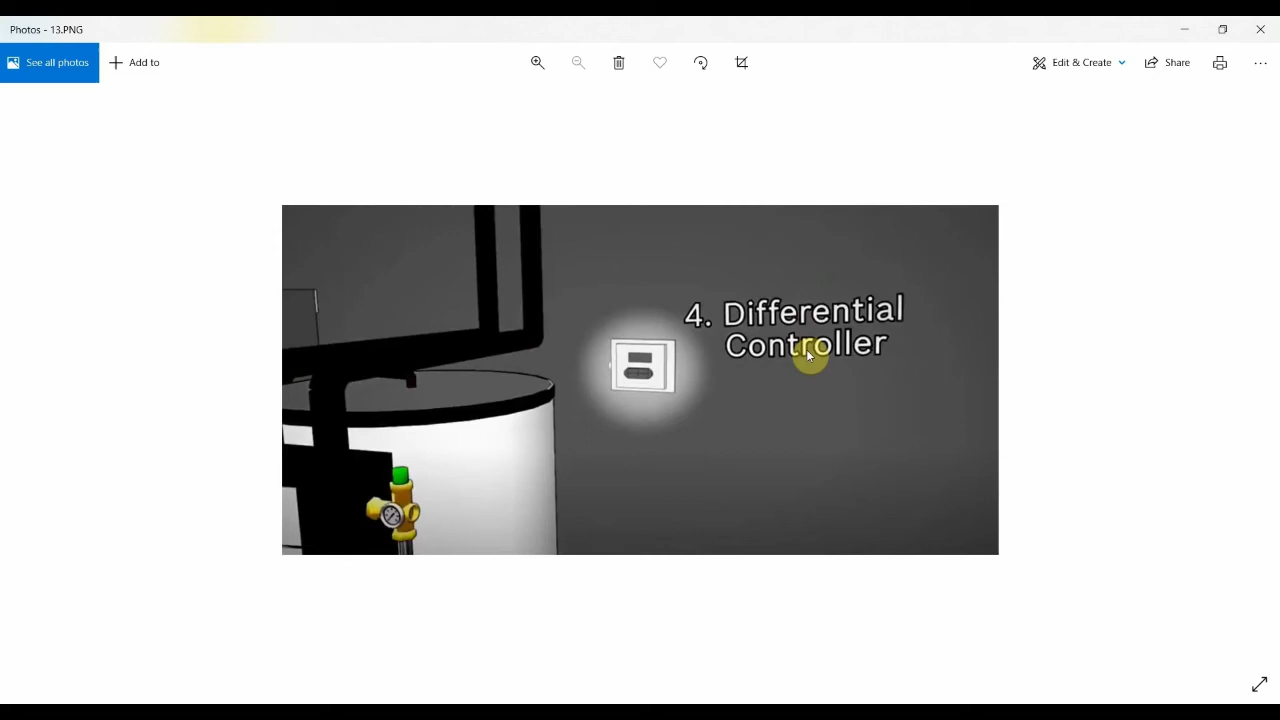 Photos - 13.PNG
See all photos
Add to
Edit & Create
Share
4. Differential
Controller